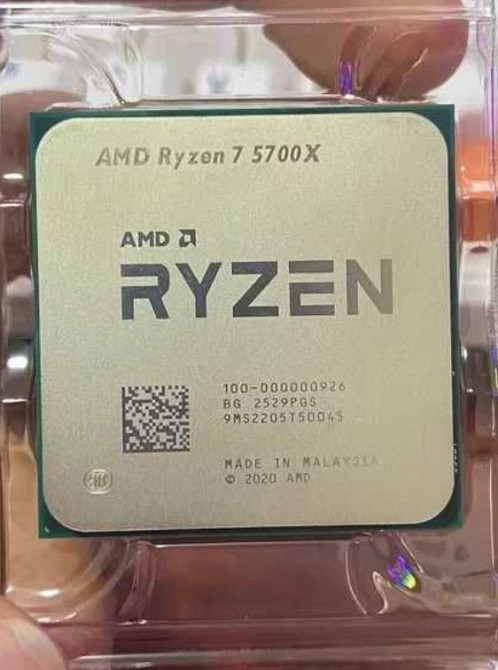 AMD Ryzen 7 5700X
AMD
RYZEN
100-000000926
BG 2529PGS
9MS2205T50045
MADE IN MALAYSIA
© 2020 AMD